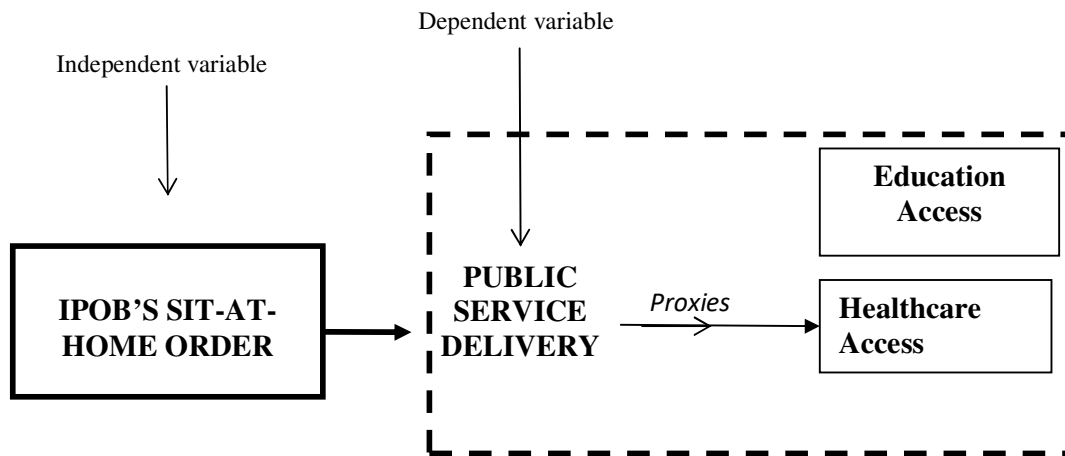 Dependent variable
Independent variable
IPOB’S SIT-AT-
HOME ORDER
PUBLIC
SERVICE
DELIVERY
Proxies
Education
Access
Healthcare
Access